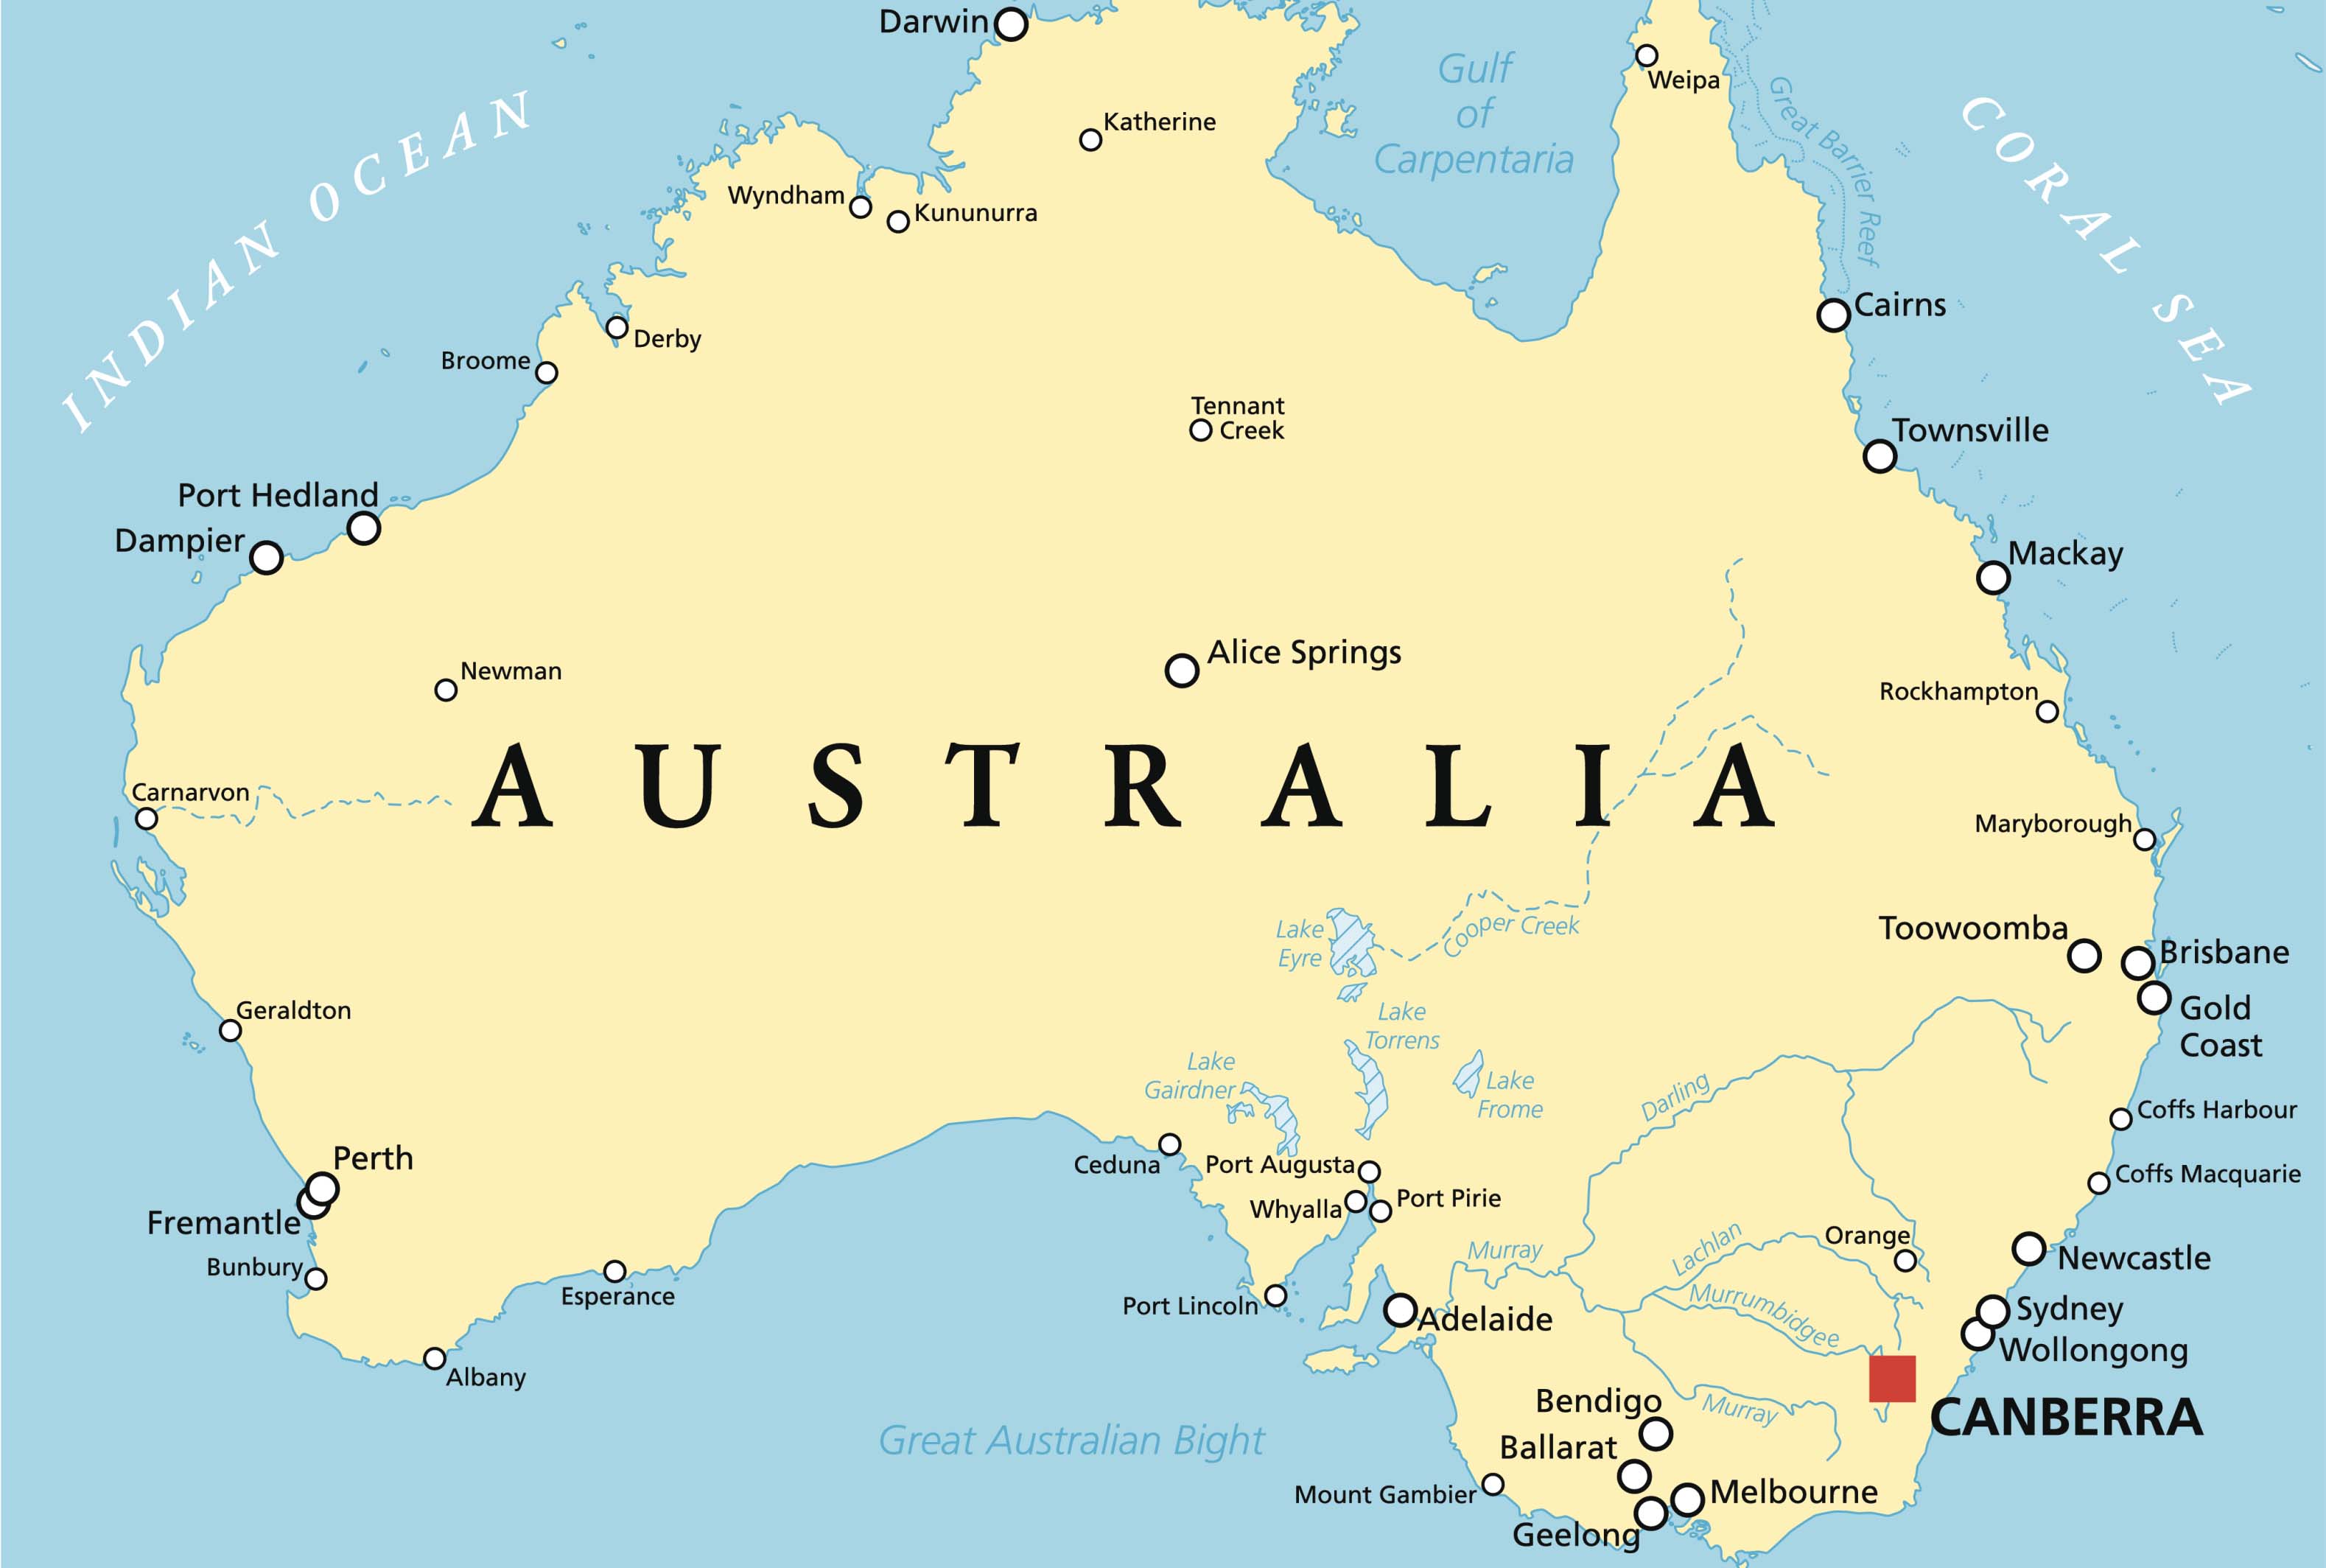 Darwin
Gulf
of
Carpentaria
Weipa
Great Barrier Reef
CORAL SEA
INDIAN OCEAN
Katherine
Wyndham
Kununurra
Cairns
Derby
Broome
Tennant
Creek
Townsville
Port Hedland
Dampier
Mackay
Alice Springs
Newman
Rockhampton
AUSTRALIA
Carnarvon
Maryborough
Lake
Eyre
Cooper Creek
Toowoomba
Brisbane
Gold
Coast
Geraldton
Lake
Torrens
Lake
Gairdner
Lake
Frome
Darling
Coffs Harbour
Perth
Fremantle
Ceduna
Port Augusta
Coffs Macquarie
Whyalla
Port Pirie
Murray
Lachlan
Orange
Newcastle
Bunbury
Esperance
Port Lincoln
Adelaide
Murrumbidgee
Sydney
Wollongong
Albany
CANBERRA
Bendigo
Murray
Great Australian Bight
Ballarat
Mount Gambier
Melbourne
Geelong